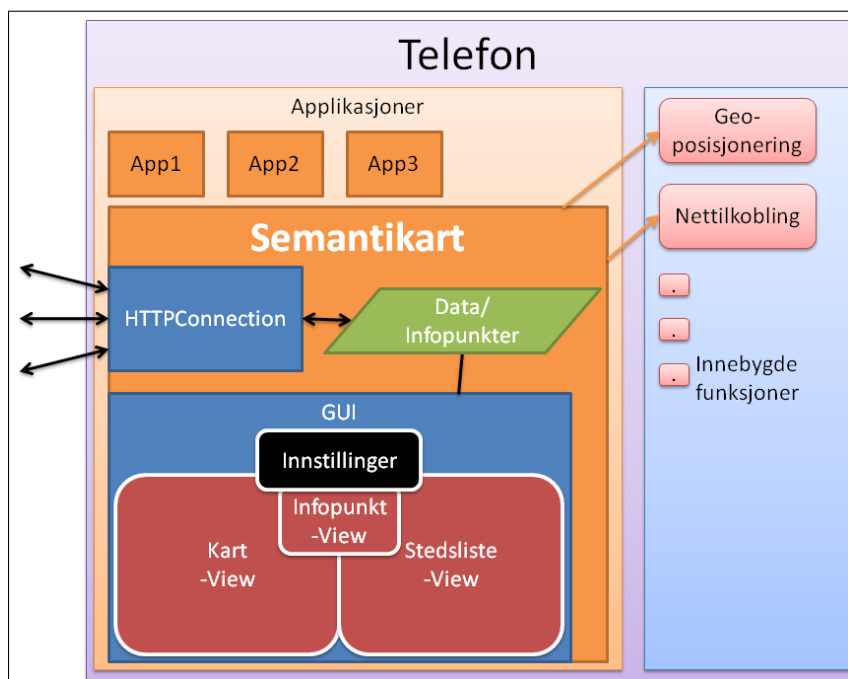 Telefon
Applikasjoner
App1
App2
App3
Semantikart
HTTPConnection
Data/
Infopunkter
GUI
Innstillinger
Infopunkt
-View
Kart
-View
Stedsliste
-View
Geo-
posisjonering
Nettilkobling
.
.
.
Innebygde
funksjoner